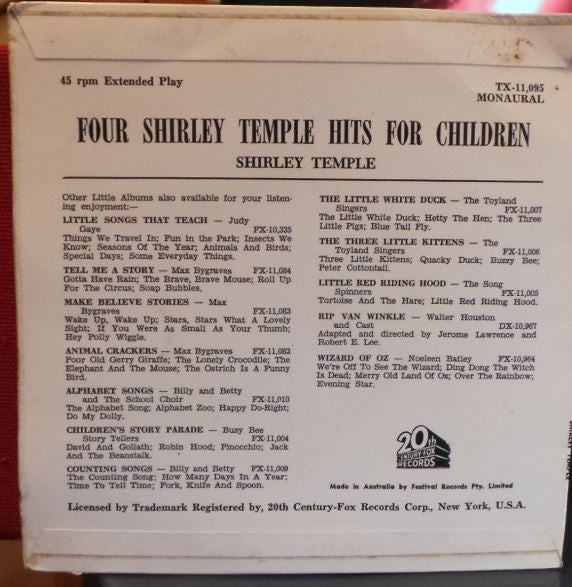 45 rpm Extended Play
TX-11,095
MONAURAL
FOUR SHIRLEY TEMPLE HITS FOR CHILDREN
SHIRLEY TEMPLE
Other Little Albums also available for your listen-
ing enjoyment:—
LITTLE SONGS THAT TEACH — Judy
Gaye FX-10,335
Things We Travel In; Fun in the Park; Insects We
Know; Seasons Of The Year; Animals And Birds;
Special Days; Some Everyday Things.
TELL ME A STORY — Max Bygraves FX-11,084
Gotta Have Rain; The Brave, Brave Mouse; Roll Up
For The Circus; Soap Bubbles.
MAKE BELIEVE STORIES — Max
Bygraves FX-11,083
Wake Up, Wake Up; Stars, Stars What A Lovely
Sight; If You Were As Small As Your Thumb;
Hey Polly Wiggle.
ANIMAL CRACKERS — Max Bygraves FX-11,082
Poor Old Gerry Giraffe; The Lonely Crocodile; The
Elephant And The Mouse; The Ostrich Is A Funny
Bird.
ALPHABET SONGS — Billy and Betty
and The School Choir FX-11,010
The Alphabet Song; Alphabet Zoo; Happy Do-Right;
Do My Dolly.
CHILDREN'S STORY PARADE — Busy Bee
Story Tellers FX-11,004
David And Goliath; Robin Hood; Pinocchio; Jack
And The Beanstalk.
COUNTING SONGS — Billy and Betty FX-11,009
The Counting Song; How Many Days In A Year;
Time To Tell Time; Fork, Knife And Spoon.
THE LITTLE WHITE DUCK — The Toyland
Singers FX-11,007
The Little White Duck; Hetty The Hen; The Three
Little Pigs; Blue Tail Fly.
THE THREE LITTLE KITTENS — The
Toyland Singers FX-11,006
Three Little Kittens; Quacky Duck; Buzzy Bee;
Peter Cottontail.
LITTLE RED RIDING HOOD — The Song
Spinners FX-11,005
Tortoise And The Hare; Little Red Riding Hood.
RIP VAN WINKLE — Walter Houston
and Cast DX-10,967
Adapted and directed by Jerome Lawrence and
Robert E. Lee.
WIZARD OF OZ — Noeleen Batley FX-10,964
We're Off To See The Wizard; Ding Dong The Witch
Is Dead; Merry Old Land Of Oz; Over The Rainbow;
Evening Star.
20th
CENTURY FOX
RECORDS
Made in Australia by Festival Records Pty. Limited
Licensed by Trademark Registered by, 20th Century-Fox Records Corp., New York, U.S.A.